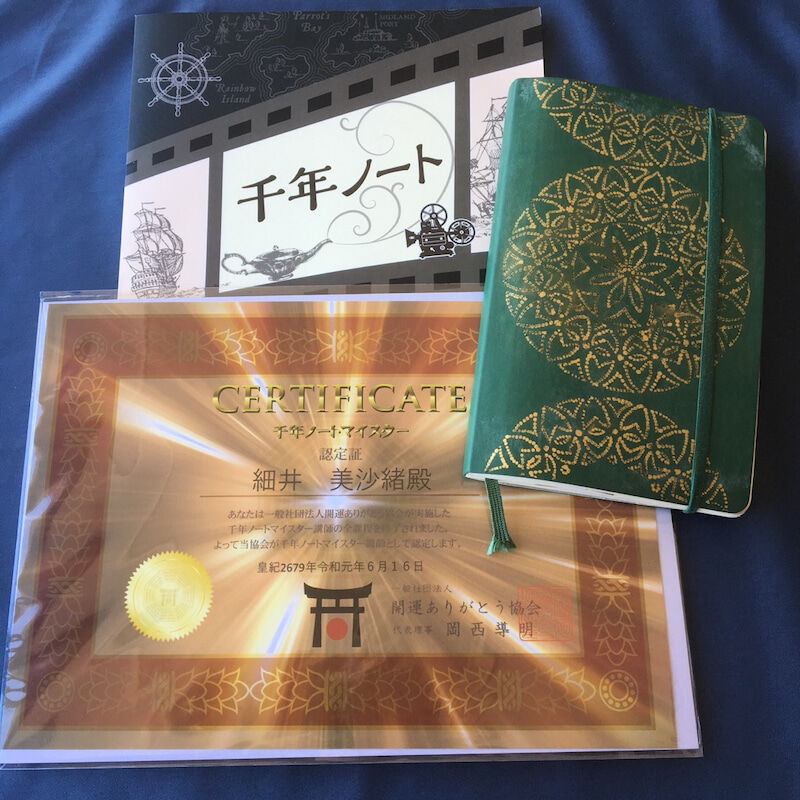 Parrot's Bay
MIDLAND
POST
Rainbow
Island
千年ノート
CERTIFICATE
千年ノートマイスター
認定証
細井 美沙緒殿
あなたは一般社団法人開運ありがとう協会が実施した
千年ノートマイスター講師の全課程を修了されました。
よって当協会が千年ノートマイスター講師として認定します。
皇紀2679年令和元年6月16日
一般社団法人
開運ありがとう協会
代表理事 岡西導明